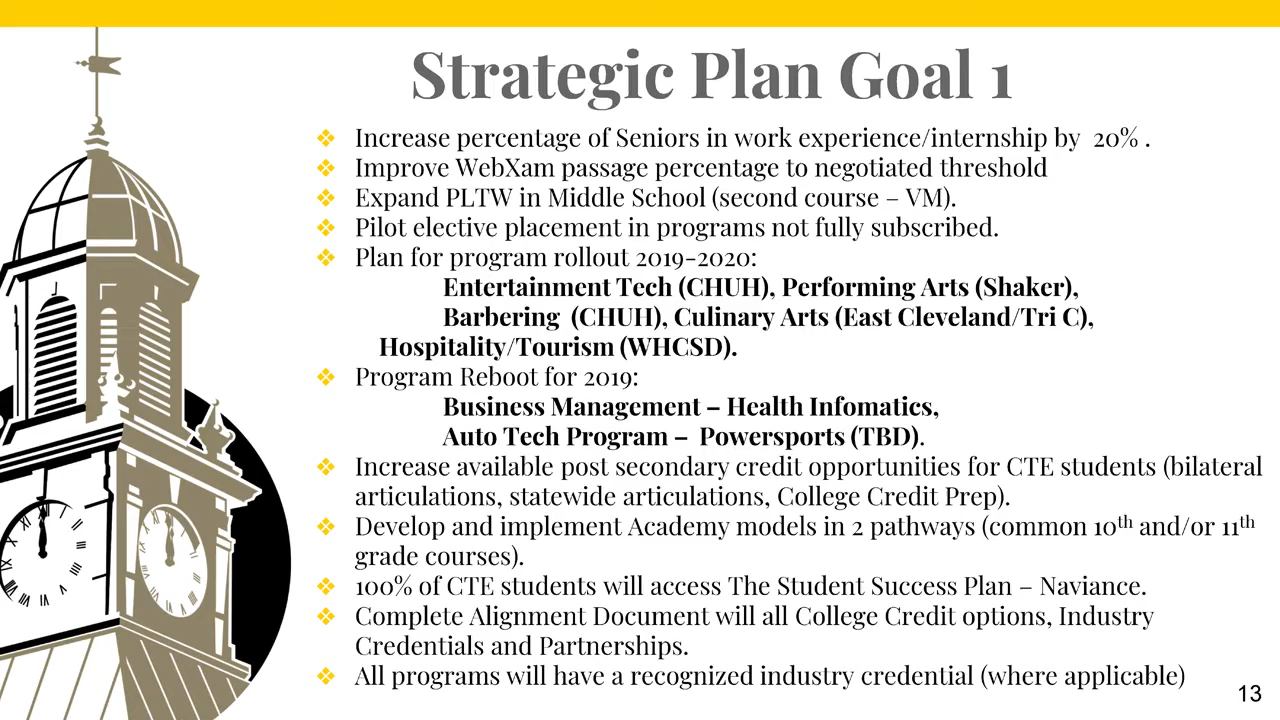 Strategic Plan Goal 1
❖ Increase percentage of Seniors in work experience/internship by 20% .
❖ Improve WebXam passage percentage to negotiated threshold
❖ Expand PLTW in Middle School (second course – VM).
❖ Pilot elective placement in programs not fully subscribed.
❖ Plan for program rollout 2019-2020:
Entertainment Tech (CHUH), Performing Arts (Shaker),
Barbering (CHUH), Culinary Arts (East Cleveland/Tri C),
Hospitality/Tourism (WHCSD).
❖ Program Reboot for 2019:
Business Management – Health Infomatics,
Auto Tech Program – Powersports (TBD).
❖ Increase available post secondary credit opportunities for CTE students (bilateral
articulations, statewide articulations, College Credit Prep).
❖ Develop and implement Academy models in 2 pathways (common 10th and/or 11th
grade courses).
❖ 100% of CTE students will access The Student Success Plan – Naviance.
❖ Complete Alignment Document will all College Credit options, Industry
Credentials and Partnerships.
❖ All programs will have a recognized industry credential (where applicable)
13